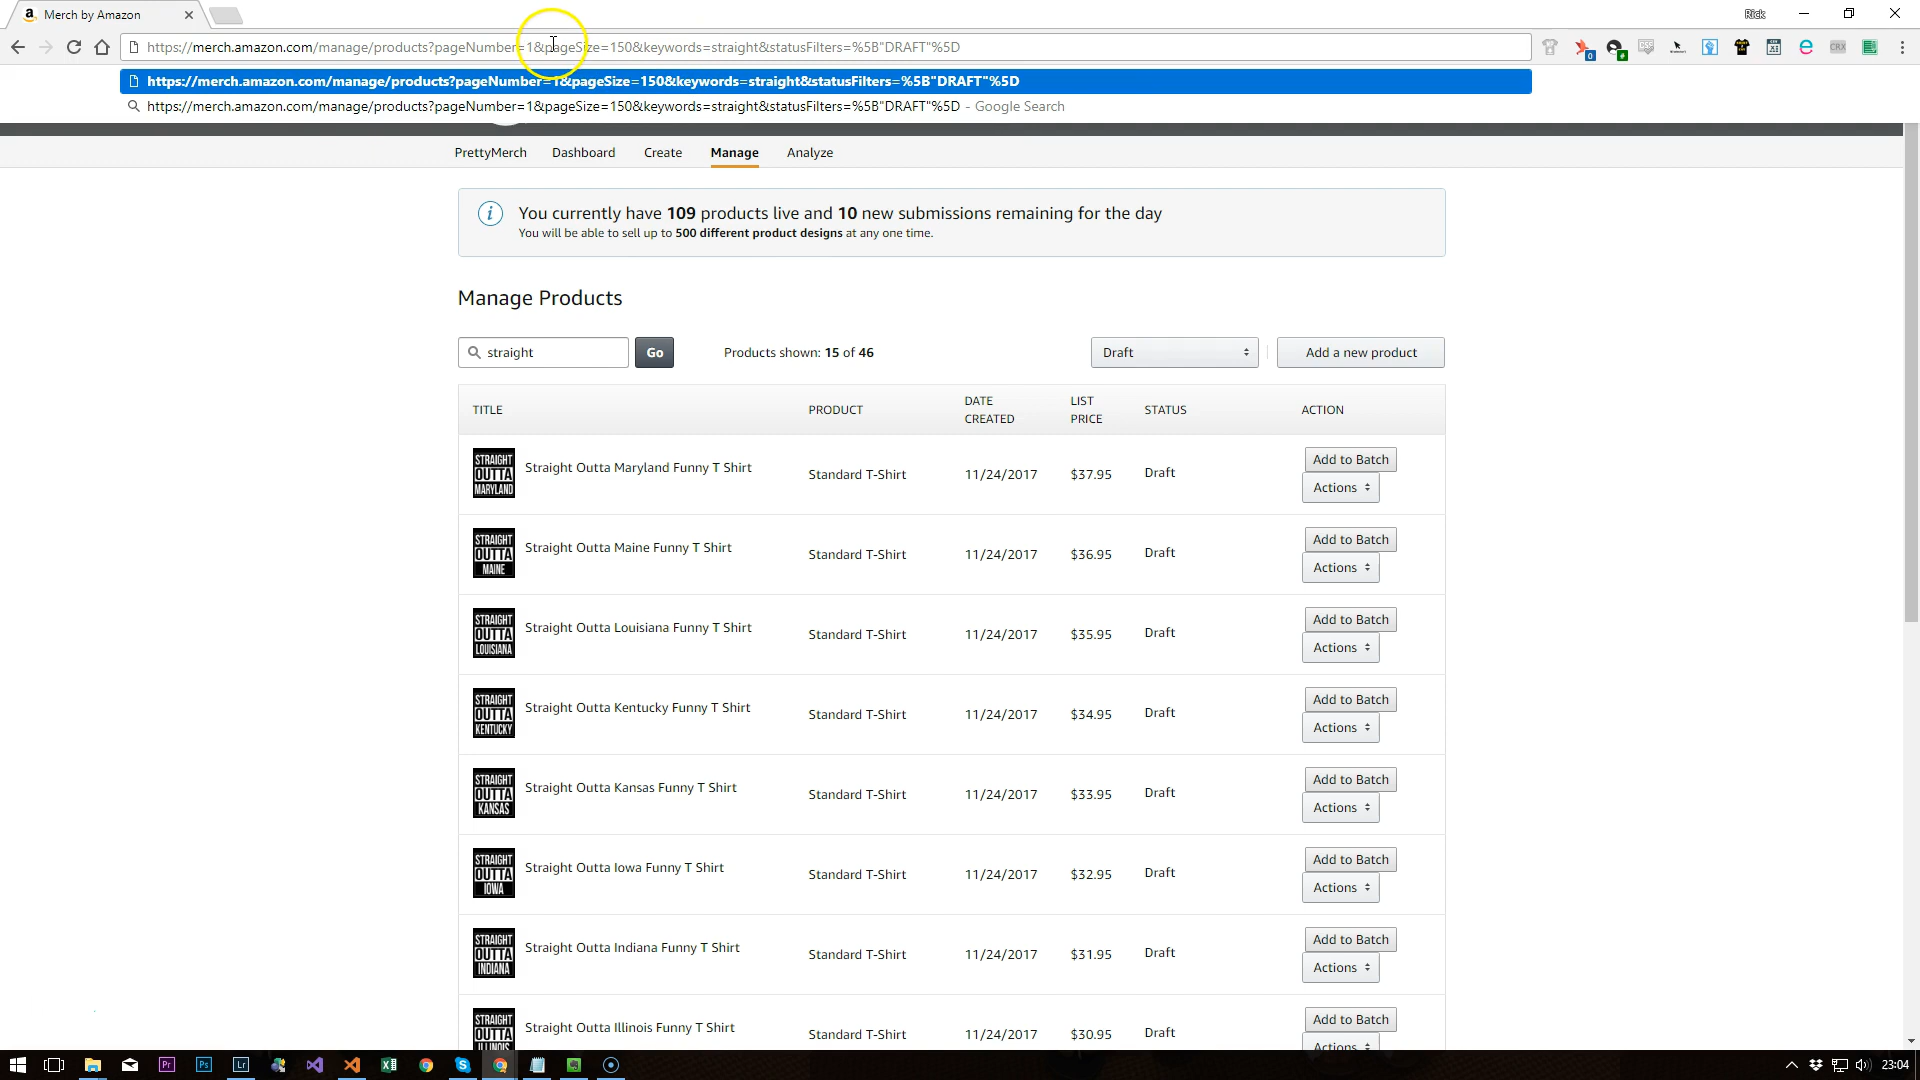 Merch by Amazon
Rick
https://merch.amazon.com/manage/products?pageNumber=1&pageSize=150&keywords=straight&statusFilters=%5B"DRAFT"%5D
https://merch.amazon.com/manage/products?pageNumber=1&pageSize=150&keywords=straight&statusFilters=%5B"DRAFT"%5D
https://merch.amazon.com/manage/products?pageNumber=1&pageSize=150&keywords=straight&statusFilters=%5B"DRAFT"%5D - Google Search
PrettyMerch Dashboard Create Manage Analyze
You currently have 109 products live and 10 new submissions remaining for the day
You will be able to sell up to 500 different product designs at any one time.
Manage Products
straight Go Products shown: 15 of 46 Draft Add a new product
TITLE PRODUCT DATE CREATED LIST PRICE STATUS ACTION
STRAIGHT OUTTA MARYLAND Straight Outta Maryland Funny T Shirt Standard T-Shirt 11/24/2017 $37.95 Draft Add to Batch Actions
STRAIGHT OUTTA MAINE Straight Outta Maine Funny T Shirt Standard T-Shirt 11/24/2017 $36.95 Draft Add to Batch Actions
STRAIGHT OUTTA LOUISIANA Straight Outta Louisiana Funny T Shirt Standard T-Shirt 11/24/2017 $35.95 Draft Add to Batch Actions
STRAIGHT OUTTA KENTUCKY Straight Outta Kentucky Funny T Shirt Standard T-Shirt 11/24/2017 $34.95 Draft Add to Batch Actions
STRAIGHT OUTTA KANSAS Straight Outta Kansas Funny T Shirt Standard T-Shirt 11/24/2017 $33.95 Draft Add to Batch Actions
STRAIGHT OUTTA IOWA Straight Outta Iowa Funny T Shirt Standard T-Shirt 11/24/2017 $32.95 Draft Add to Batch Actions
STRAIGHT OUTTA INDIANA Straight Outta Indiana Funny T Shirt Standard T-Shirt 11/24/2017 $31.95 Draft Add to Batch Actions
STRAIGHT OUTTA ILLINOIS Straight Outta Illinois Funny T Shirt Standard T-Shirt 11/24/2017 $30.95 Draft Add to Batch Actions
Pr Ps Lr 23:04